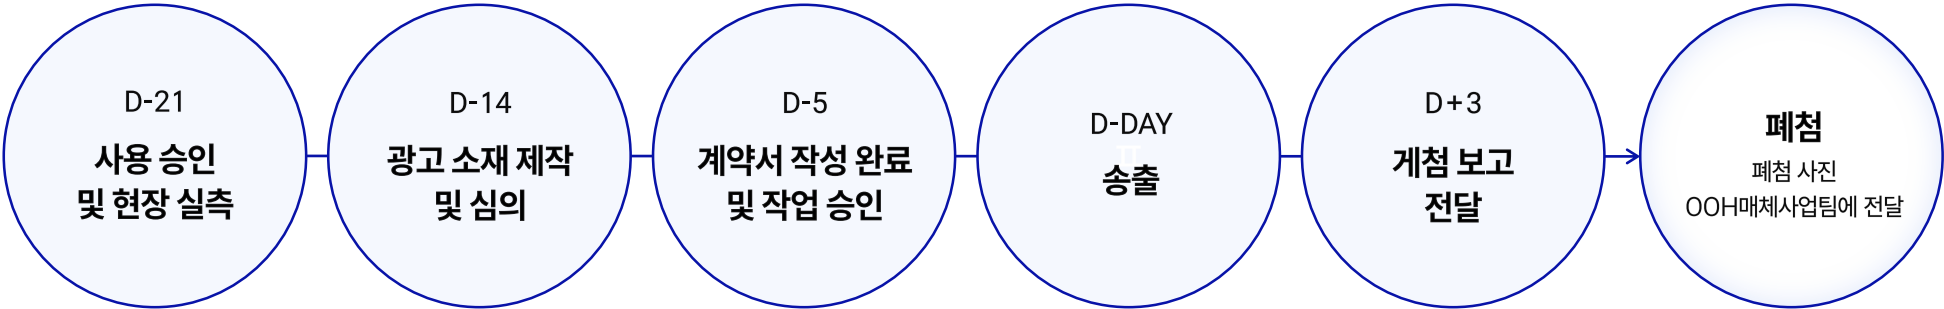 D-21
사용 승인
및 현장 실측
D-14
광고 소재 제작
및 심의
D-5
계약서 작성 완료
및 작업 승인
D-DAY
송출
D+3
게첨 보고
전달
폐첨
폐첨 사진
OOH매체사업팀에 전달